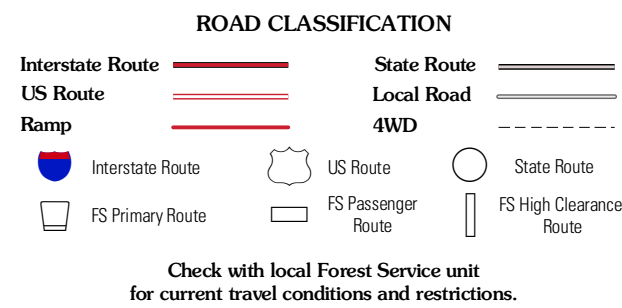 ROAD CLASSIFICATION
Interstate Route
State Route
US Route
Local Road
Ramp
4WD
Interstate Route
US Route
State Route
FS Primary Route
FS Passenger
Route
FS High Clearance
Route
Check with local Forest Service unit
for current travel conditions and restrictions.